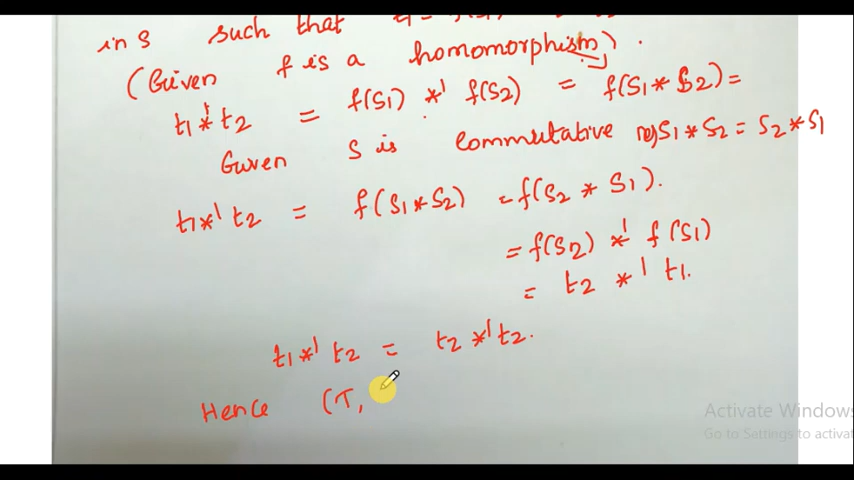 in S such that
(Given f is a homomorphism).
t1 *' t2 = f(S1) *' f(S2) = f(S1 * S2) =
Given S is commutative S1 * S2 = S2 * S1
t1 *' t2 = f(S1 * S2) = f(S2 * S1).
= f(S2) *' f(S1)
= t2 *' t1.
t1 *' t2 = t2 *' t2.
Hence (T,
Activate Windows
Go to Settings to activat